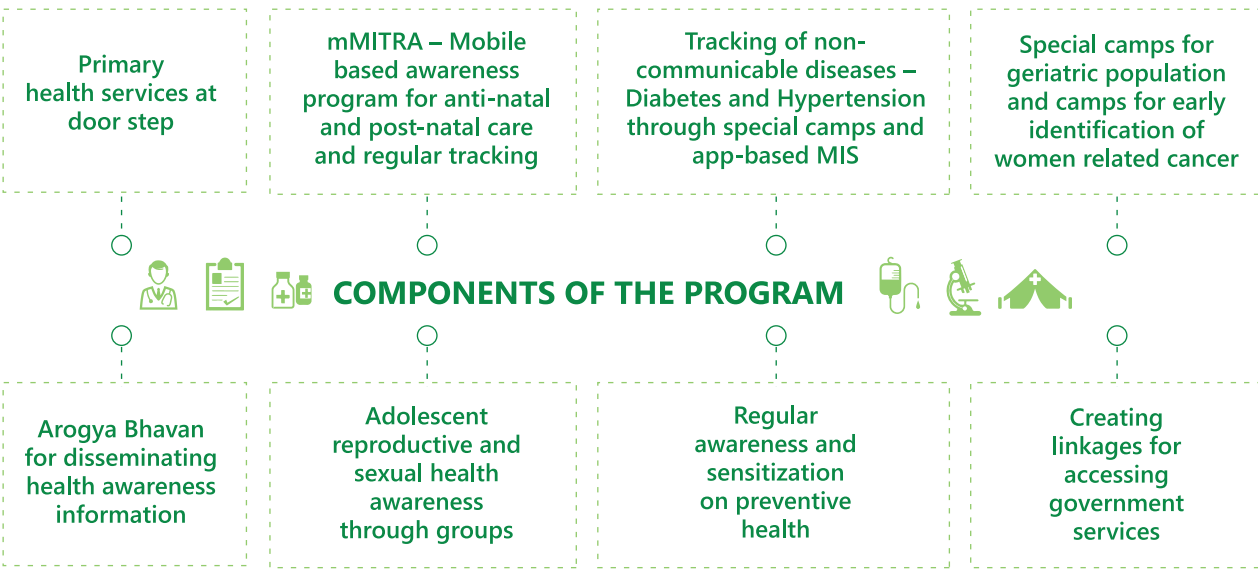 Primary
health services at
door step
mMITRA – Mobile
based awareness
program for anti-natal
and post-natal care
and regular tracking
Tracking of non-
communicable diseases –
Diabetes and Hypertension
through special camps and
app-based MIS
Special camps for
geriatric population
and camps for early
identification of
women related cancer
COMPONENTS OF THE PROGRAM
Arogya Bhavan
for disseminating
health awareness
information
Adolescent
reproductive and
sexual health
awareness
through groups
Regular
awareness and
sensitization
on preventive
health
Creating
linkages for
accessing
government
services